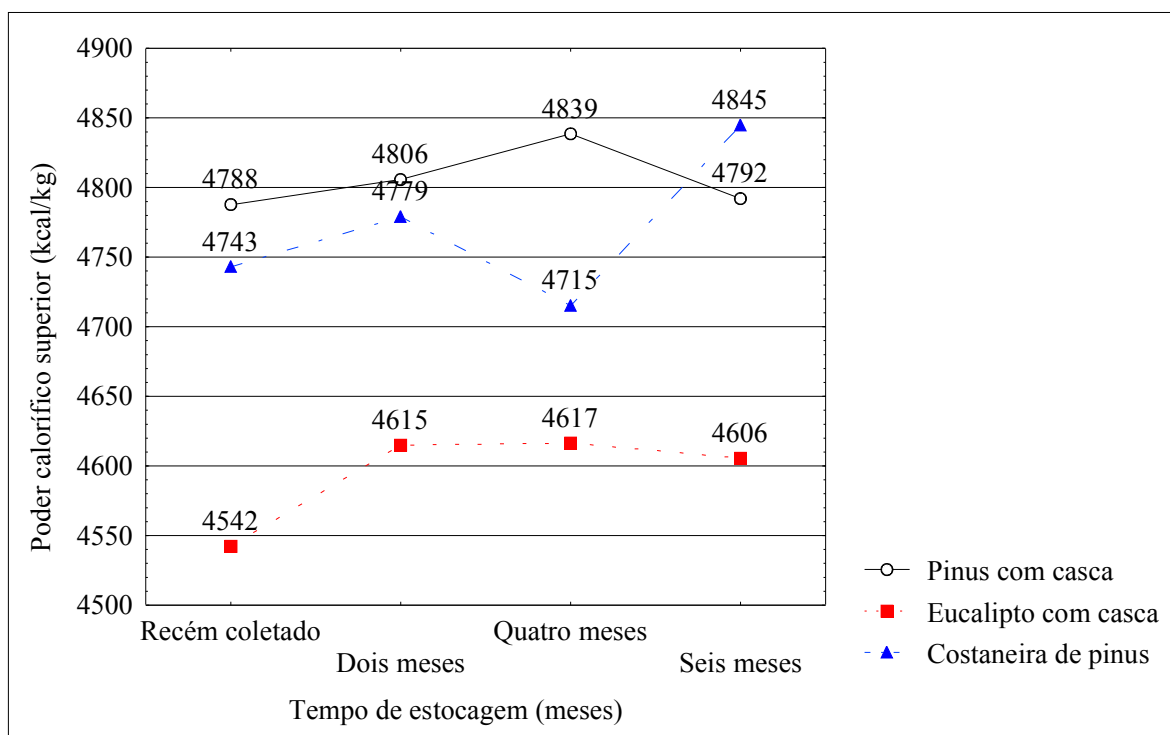 Poder calorífico superior (kcal/kg)
4900
4850
4800
4750
4700
4650
4600
4550
4500
4788
4806
4839
4792
4743
4779
4715
4845
4542
4615
4617
4606
Recém coletado
Dois meses
Quatro meses
Seis meses
Tempo de estocagem (meses)
Pinus com casca
Eucalipto com casca
Costaneira de pinus